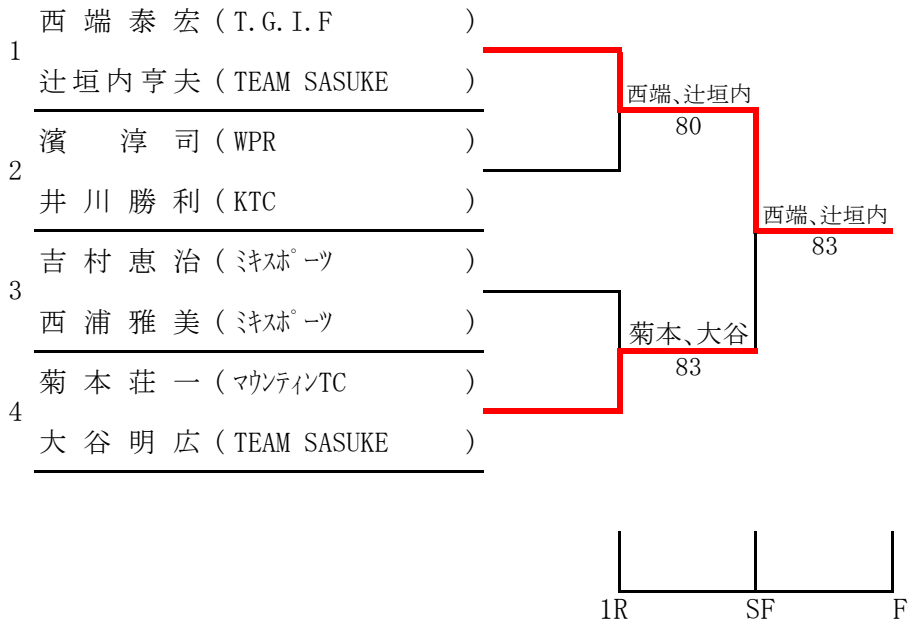 西端泰宏(T.G.I.F)
1
辻垣内亨夫(TEAM SASUKE)
西端、辻垣内
80
濱 淳司(WPR)
2
井川勝利(KTC)
西端、辻垣内
83
吉村恵治(ﾐｷｽﾎﾟｰﾂ)
3
西浦雅美(ﾐｷｽﾎﾟｰﾂ)
菊本、大谷
83
菊本荘一(ﾏｳﾝﾃｨﾝTC)
4
大谷明広(TEAM SASUKE)
1R SF F